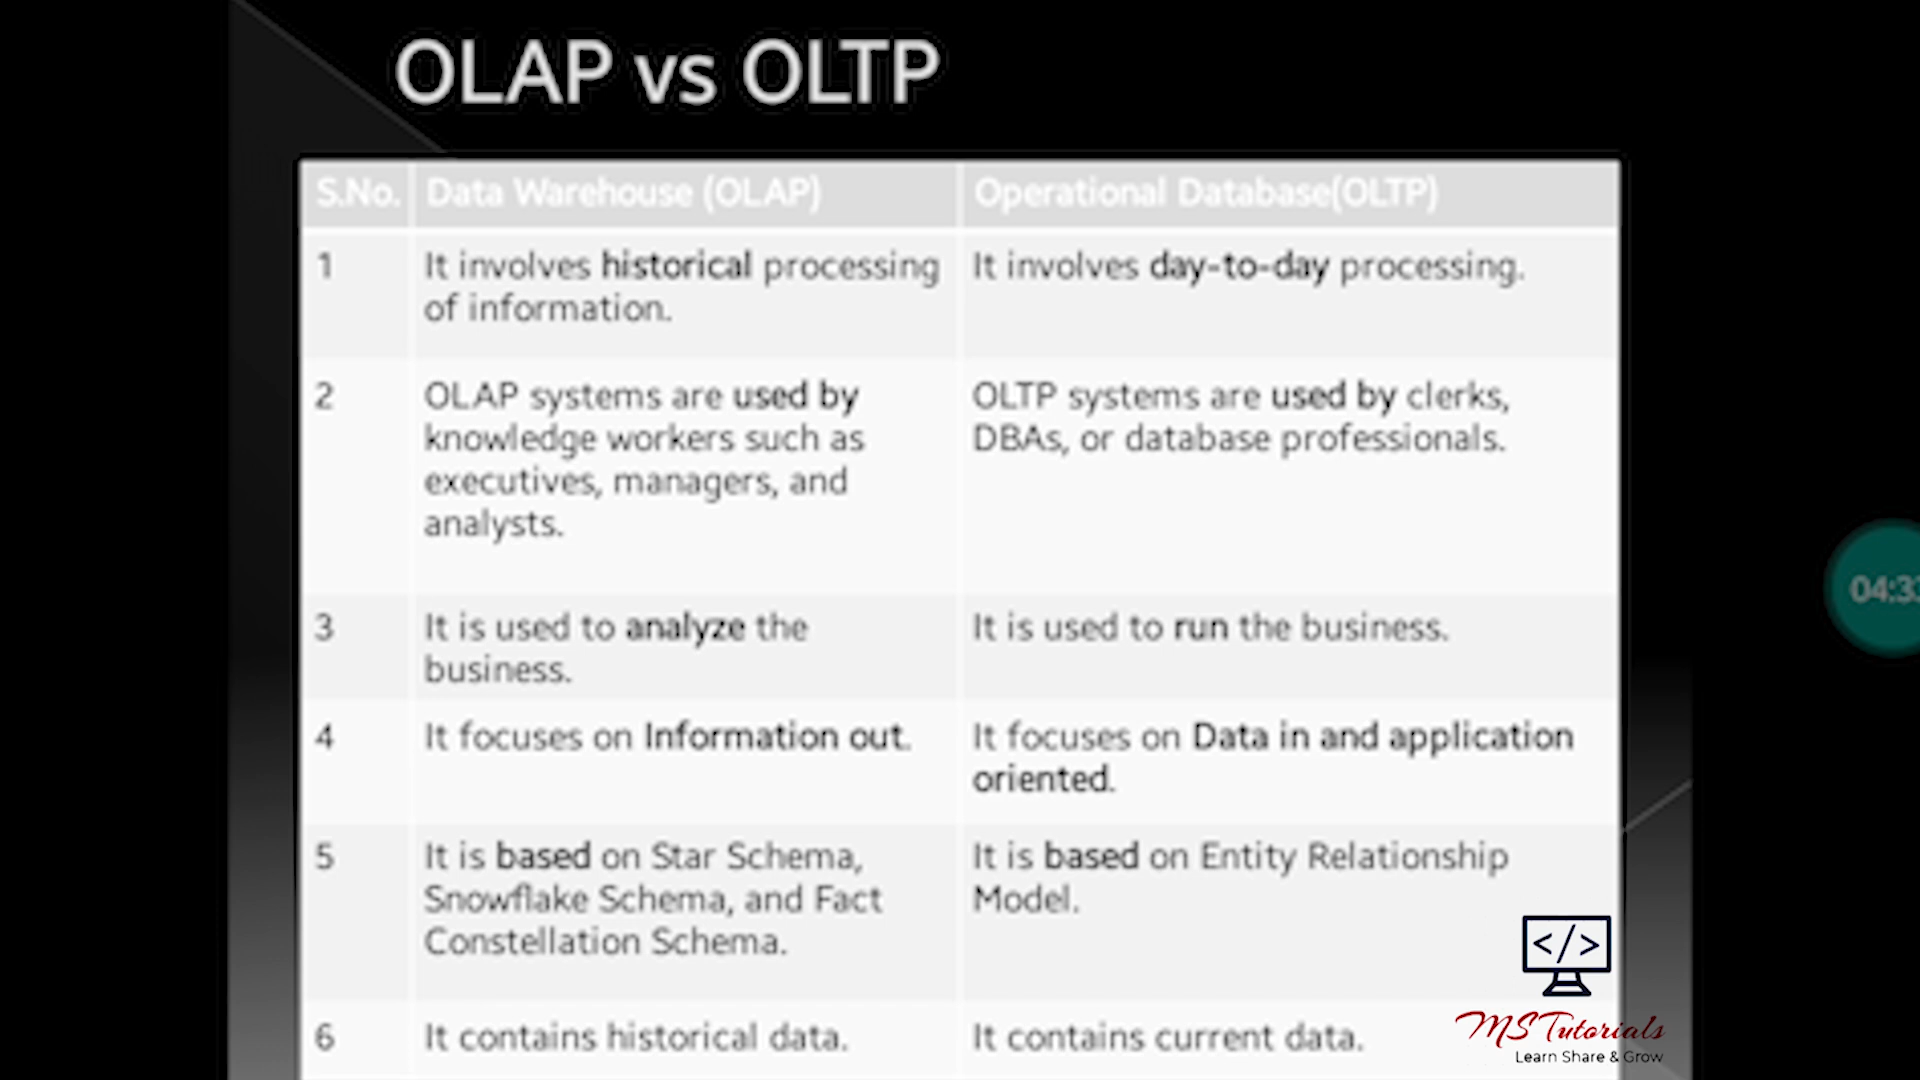 OLAP vs OLTP
S.No. Data Warehouse (OLAP) Operational Database(OLTP)
1 It involves historical processing It involves day-to-day processing.
of information.
2 OLAP systems are used by OLTP systems are used by clerks,
knowledge workers such as DBAs, or database professionals.
executives, managers, and
analysts.
3 It is used to analyze the It is used to run the business.
business.
4 It focuses on Information out. It focuses on Data in and application
oriented.
5 It is based on Star Schema, It is based on Entity Relationship
Snowflake Schema, and Fact Model.
Constellation Schema.
6 It contains historical data. It contains current data.
</>
MS Tutorials
Learn Share & Grow